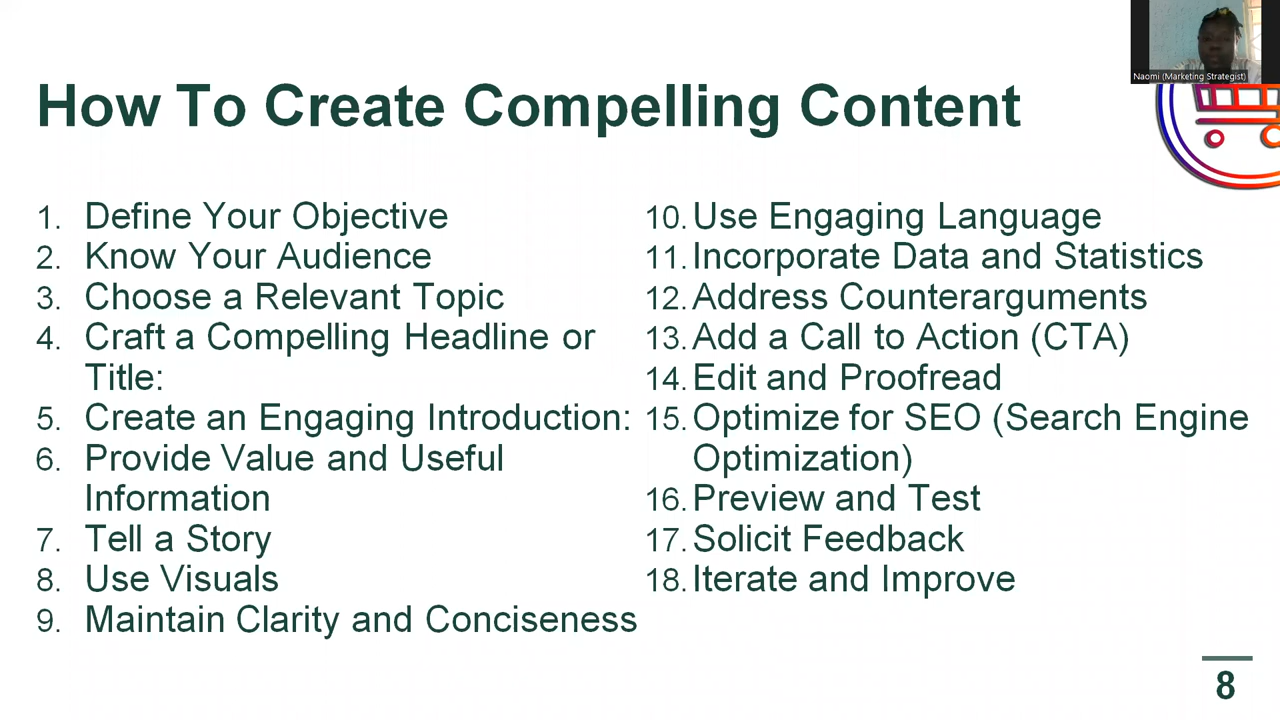 Naomi (Marketing Strategist)
How To Create Compelling Content
1. Define Your Objective
2. Know Your Audience
3. Choose a Relevant Topic
4. Craft a Compelling Headline or
Title:
5. Create an Engaging Introduction:
6. Provide Value and Useful
Information
7. Tell a Story
8. Use Visuals
9. Maintain Clarity and Conciseness
10. Use Engaging Language
11. Incorporate Data and Statistics
12. Address Counterarguments
13. Add a Call to Action (CTA)
14. Edit and Proofread
15. Optimize for SEO (Search Engine
Optimization)
16. Preview and Test
17. Solicit Feedback
18. Iterate and Improve
8